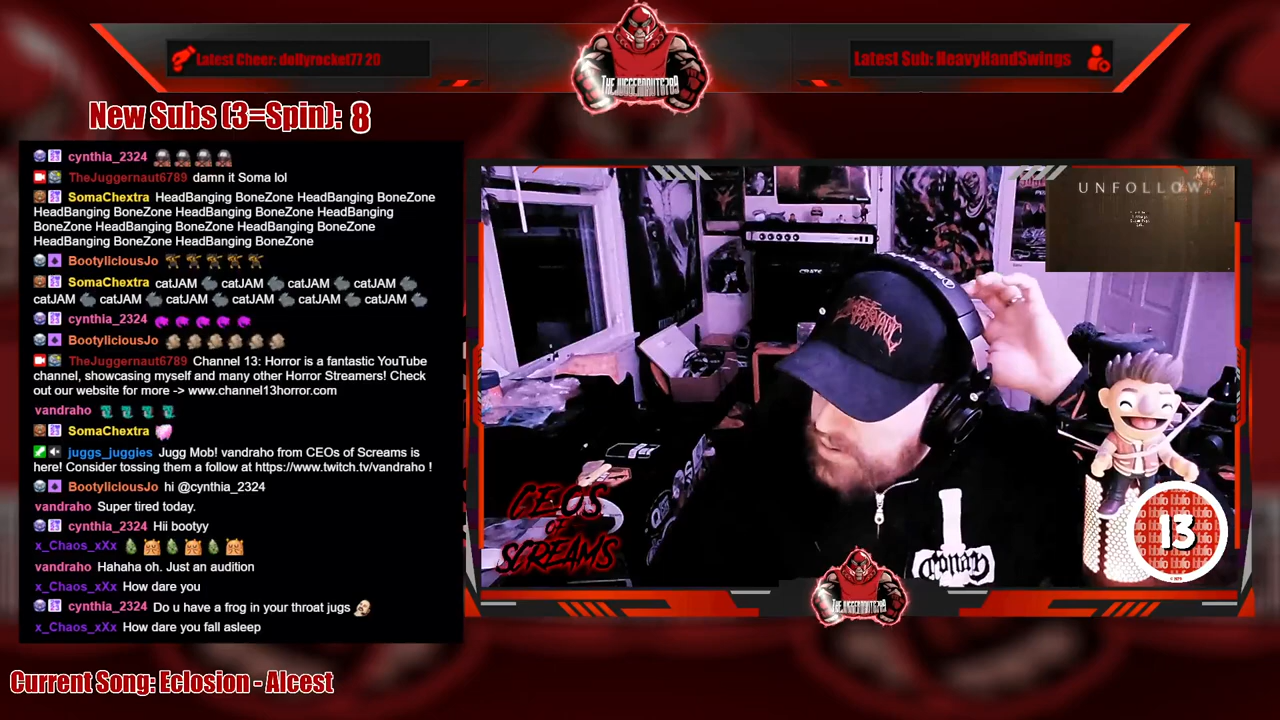 Latest Cheer: dollyrocket77 20
THEJUGGERNAUT6789
Latest Sub: HeavyHandSwings
New Subs (3=Spin): 8
cynthia_2324
TheJuggernaut6789 damn it Soma lol
SomaChextra HeadBanging BoneZone HeadBanging BoneZone
HeadBanging BoneZone HeadBanging BoneZone HeadBanging
BoneZone HeadBanging BoneZone HeadBanging BoneZone
HeadBanging BoneZone HeadBanging BoneZone
BootyliciousJo
SomaChextra catJAM catJAM catJAM catJAM
catJAM catJAM catJAM catJAM catJAM catJAM
cynthia_2324
BootyliciousJo
TheJuggernaut6789 Channel 13: Horror is a fantastic YouTube
channel, showcasing myself and many other Horror Streamers! Check
out our website for more -> www.channel13horror.com
vandraho
SomaChextra
juggs_juggies Jugg Mob! vandraho from CEOs of Screams is
here! Consider tossing them a follow at https://www.twitch.tv/vandraho !
BootyliciousJo hi @cynthia_2324
vandraho Super tired today.
cynthia_2324 Hii bootyy
x_Chaos_xXx
vandraho Hahaha oh. Just an audition
x_Chaos_xXx How dare you
cynthia_2324 Do u have a frog in your throat jugs
x_Chaos_xXx How dare you fall asleep
UNFOLLOW
CRATE
CEOS
OF
SCREAMS
13
THEJUGGERNAUT6789
Current Song: Eclosion - Alcest